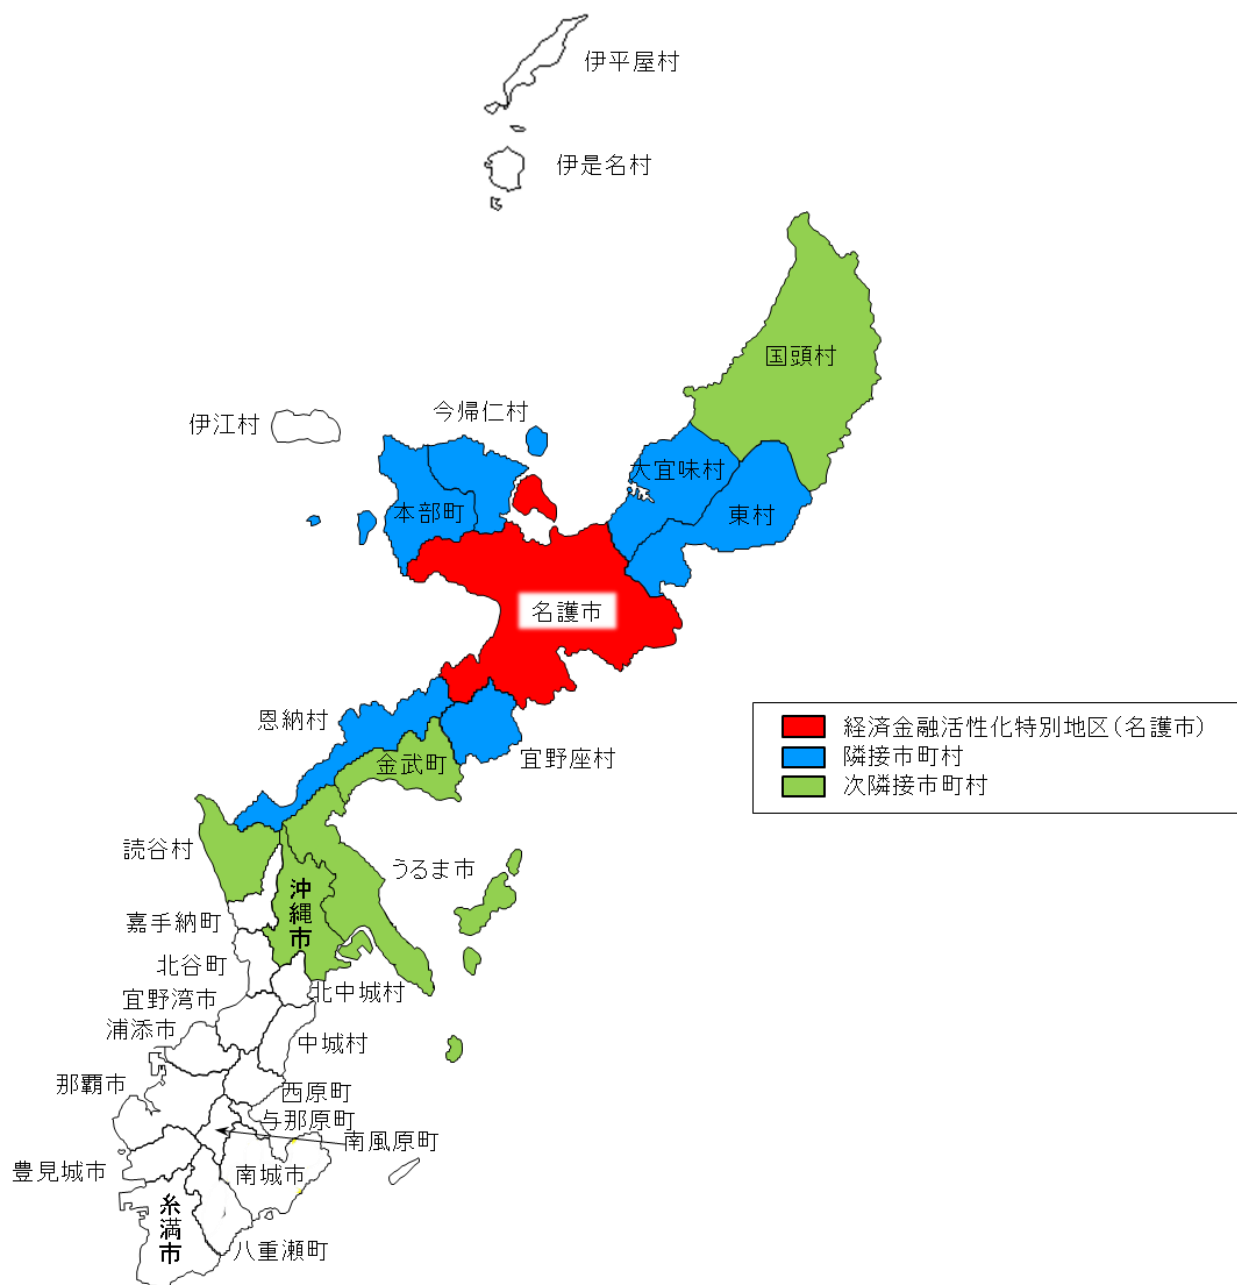 伊平屋村
伊是名村
国頭村
今帰仁村
伊江村
大宜味村
本部町
東村
名護市
恩納村
経済金融活性化特別地区(名護市)
隣接市町村
次隣接市町村
宜野座村
金武町
読谷村
うるま市
沖縄市
嘉手納町
北谷町
北中城村
宜野湾市
浦添市
中城村
那覇市
西原町
与那原町
南風原町
豊見城市
南城市
糸満市
八重瀬町